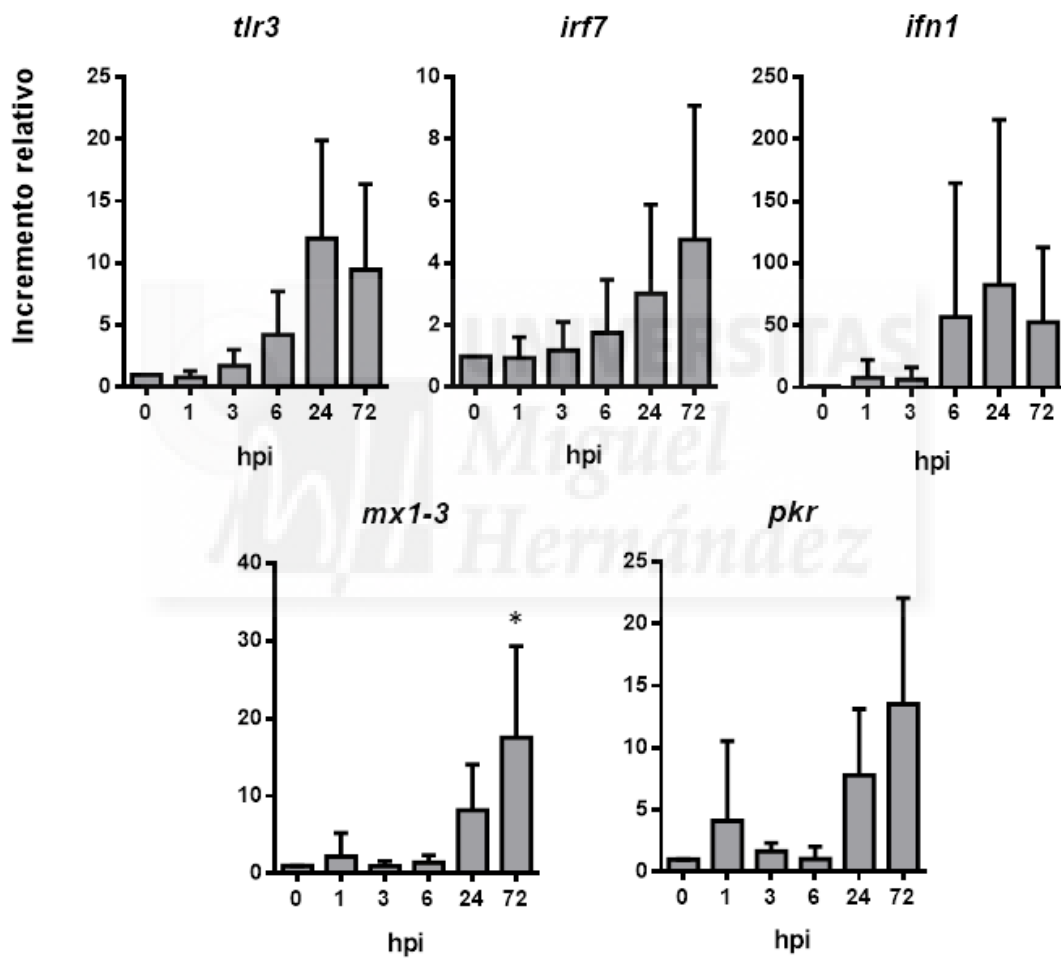 tlr3 irf7 ifn1
Incremento relativo
25 20 15 10 5 0
0 1 3 6 24 72
hpi
10 8 6 4 2 0
0 1 3 6 24 72
hpi
250 200 150 100 50 0
0 1 3 6 24 72
hpi
UNIVERSITAS
Miguel
Hernández
mx1-3 pkr
40 30 20 10 0
*
0 1 3 6 24 72
hpi
25 20 15 10 5 0
0 1 3 6 24 72
hpi